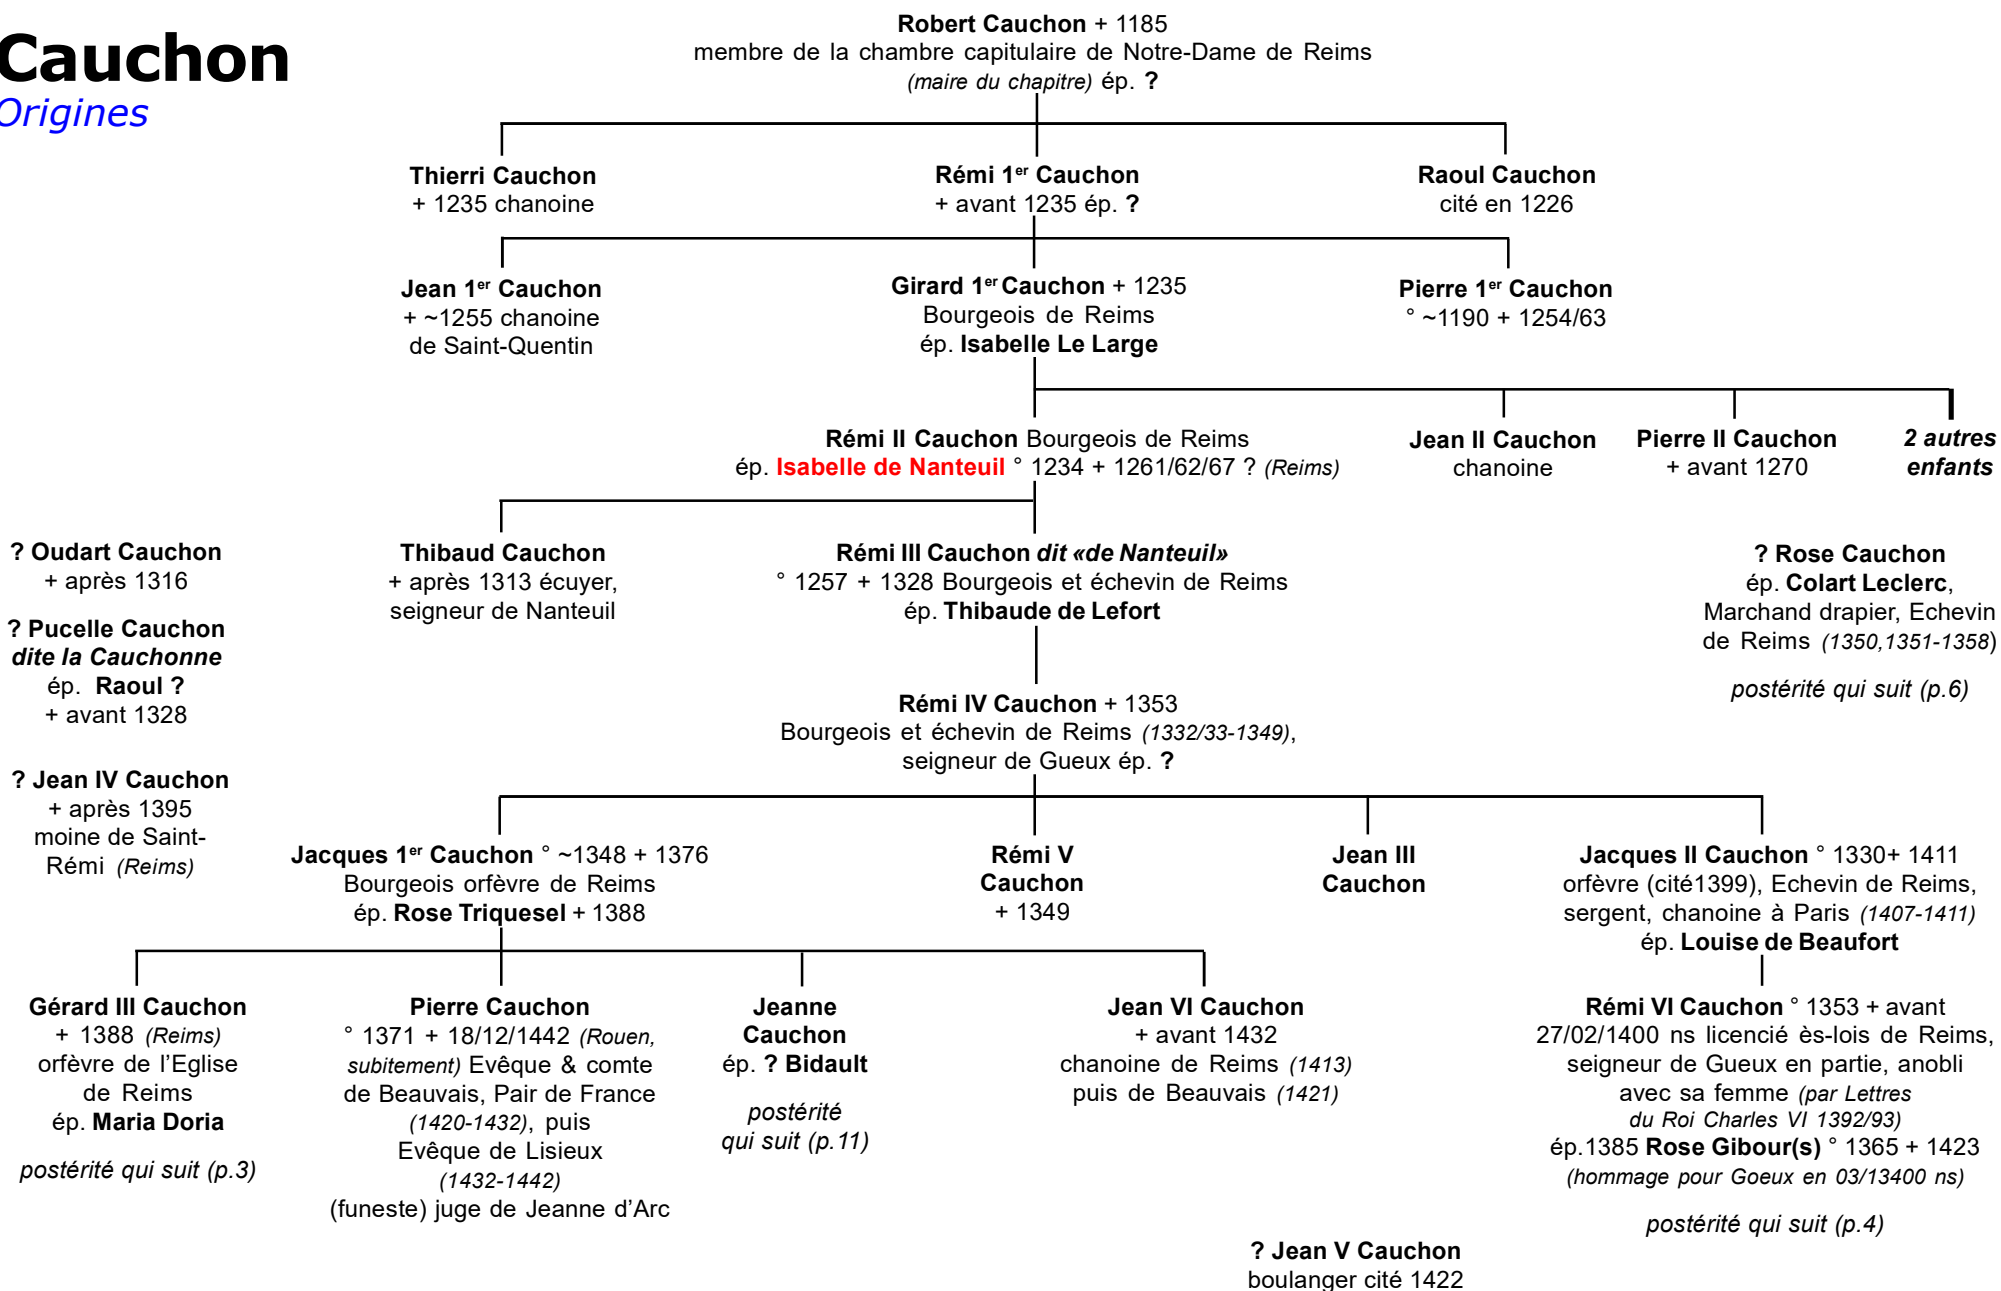 Cauchon
Origines
Robert Cauchon + 1185
membre de la chambre capitulaire de Notre-Dame de Reims
(maire du chapitre) ép. ?
Thierri Cauchon
+ 1235 chanoine
Rémi 1er Cauchon
+ avant 1235 ép. ?
Raoul Cauchon
cité en 1226
Jean 1er Cauchon
+ ~1255 chanoine
de Saint-Quentin
Girard 1er Cauchon + 1235
Bourgeois de Reims
ép. Isabelle Le Large
Pierre 1er Cauchon
° ~1190 + 1254/63
Rémi II Cauchon Bourgeois de Reims
ép. Isabelle de Nanteuil ° 1234 + 1261/62/67 ? (Reims)
Jean II Cauchon
chanoine
Pierre II Cauchon
+ avant 1270
2 autres
enfants
? Oudart Cauchon
+ après 1316
? Pucelle Cauchon
dite la Cauchonne
ép. Raoul ?
+ avant 1328
? Jean IV Cauchon
+ après 1395
moine de Saint-
Rémi (Reims)
Thibaud Cauchon
+ après 1313 écuyer,
seigneur de Nanteuil
Rémi III Cauchon dit «de Nanteuil»
° 1257 + 1328 Bourgeois et échevin de Reims
ép. Thibaude de Lefort
? Rose Cauchon
ép. Colart Leclerc,
Marchand drapier, Echevin
de Reims (1350,1351-1358)
postérité qui suit (p.6)
Rémi IV Cauchon + 1353
Bourgeois et échevin de Reims (1332/33-1349),
seigneur de Gueux ép. ?
Jacques 1er Cauchon ° ~1348 + 1376
Bourgeois orfèvre de Reims
ép. Rose Triquesel + 1388
Rémi V
Cauchon
+ 1349
Jean III
Cauchon
Jacques II Cauchon ° 1330+ 1411
orfèvre (cité1399), Echevin de Reims,
sergent, chanoine à Paris (1407-1411)
ép. Louise de Beaufort
Gérard III Cauchon
+ 1388 (Reims)
orfèvre de l'Eglise
de Reims
ép. Maria Doria
postérité qui suit (p.3)
Pierre Cauchon
° 1371 + 18/12/1442 (Rouen,
subitement) Evêque & comte
de Beauvais, Pair de France
(1420-1432), puis
Evêque de Lisieux
(1432-1442)
(funeste) juge de Jeanne d'Arc
Jeanne
Cauchon
ép. ? Bidault
postérité
qui suit (p.11)
Jean VI Cauchon
+ avant 1432
chanoine de Reims (1413)
puis de Beauvais (1421)
Rémi VI Cauchon ° 1353 + avant
27/02/1400 ns licencié ès-lois de Reims,
seigneur de Gueux en partie, anobli
avec sa femme (par Lettres
du Roi Charles VI 1392/93)
ép.1385 Rose Gibour(s) ° 1365 + 1423
(hommage pour Goeux en 03/13400 ns)
postérité qui suit (p.4)
? Jean V Cauchon
boulanger cité 1422